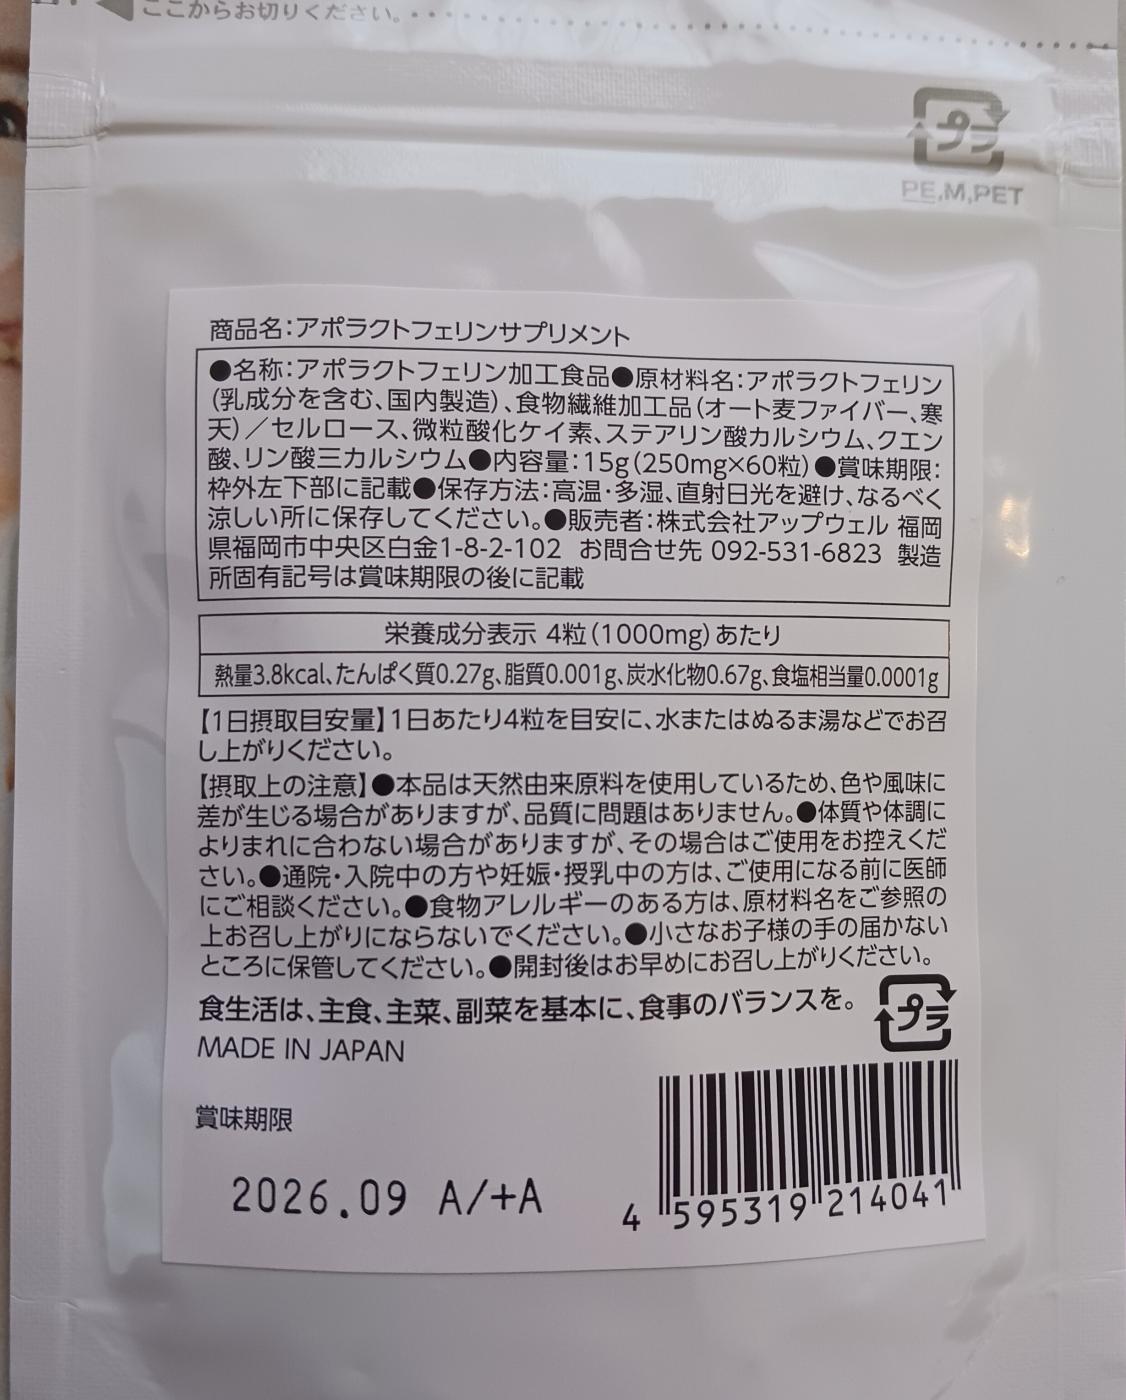 ここからお切りください。
プラ
PE,M,PET
商品名：アポラクトフェリンサプリメント
●名称：アポラクトフェリン加工食品●原材料名：アポラクトフェリン
（乳成分を含む、国内製造）、食物繊維加工品（オート麦ファイバー、寒
天）／セルロース、微粒酸化ケイ素、ステアリン酸カルシウム、クエン
酸、リン酸三カルシウム●内容量：15g（250mg×60粒）●賞味期限：
枠外左下部に記載●保存方法：高温・多湿、直射日光を避け、なるべく
涼しい所に保存してください。●販売者：株式会社アップウェル 福岡
県福岡市中央区白金1-8-2-102 お問合せ先 092-531-6823 製造
所固有記号は賞味期限の後に記載
栄養成分表示 4粒（1000mg）あたり
熱量3.8kcal、たんぱく質0.27g、脂質0.001g、炭水化物0.67g、食塩相当量0.0001g
【1日摂取目安量】1日あたり4粒を目安に、水またはぬるま湯などでお召
し上がりください。
【摂取上の注意】●本品は天然由来原料を使用しているため、色や風味に
差が生じる場合がありますが、品質に問題はありません。●体質や体調に
よりまれに合わない場合がありますが、その場合はご使用をお控えくだ
さい。●通院・入院中の方や妊娠・授乳中の方は、ご使用になる前に医師
にご相談ください。●食物アレルギーのある方は、原材料名をご参照の
上お召し上がりにならないでください。●小さなお子様の手の届かない
ところに保管してください。●開封後はお早めにお召し上がりください。
食生活は、主食、主菜、副菜を基本に、食事のバランスを。
プラ
MADE IN JAPAN
賞味期限
2026.09 A/+A
4 595319 214041